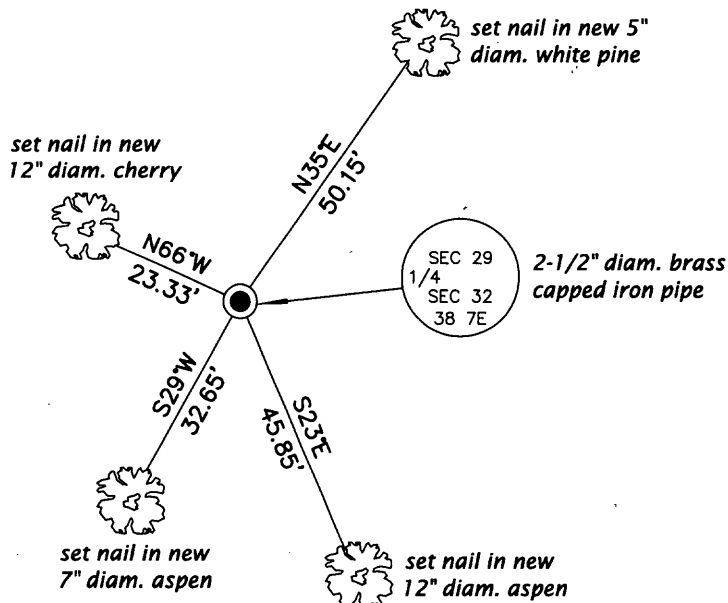 set nail in new 5"
diam. white pine
set nail in new
12" diam. cherry
N35°E
50.15'
N66°W
23.33'
SEC 29
1/4
SEC 32
38 7E
2-1/2" diam. brass
capped iron pipe
S29°W
32.65'
S23°E
45.85'
set nail in new
7" diam. aspen
set nail in new
12" diam. aspen